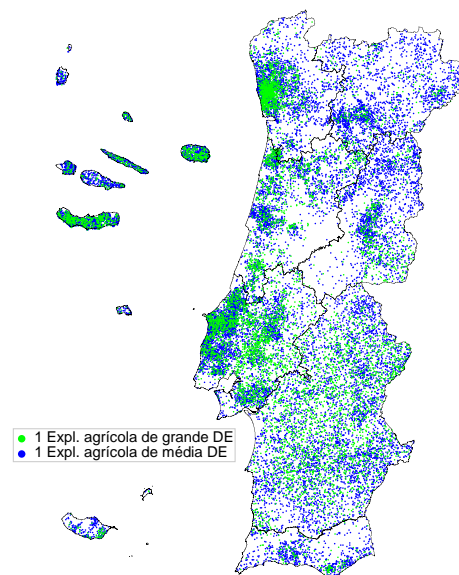 1 Expl. agrícola de grande DE
1 Expl. agrícola de média DE